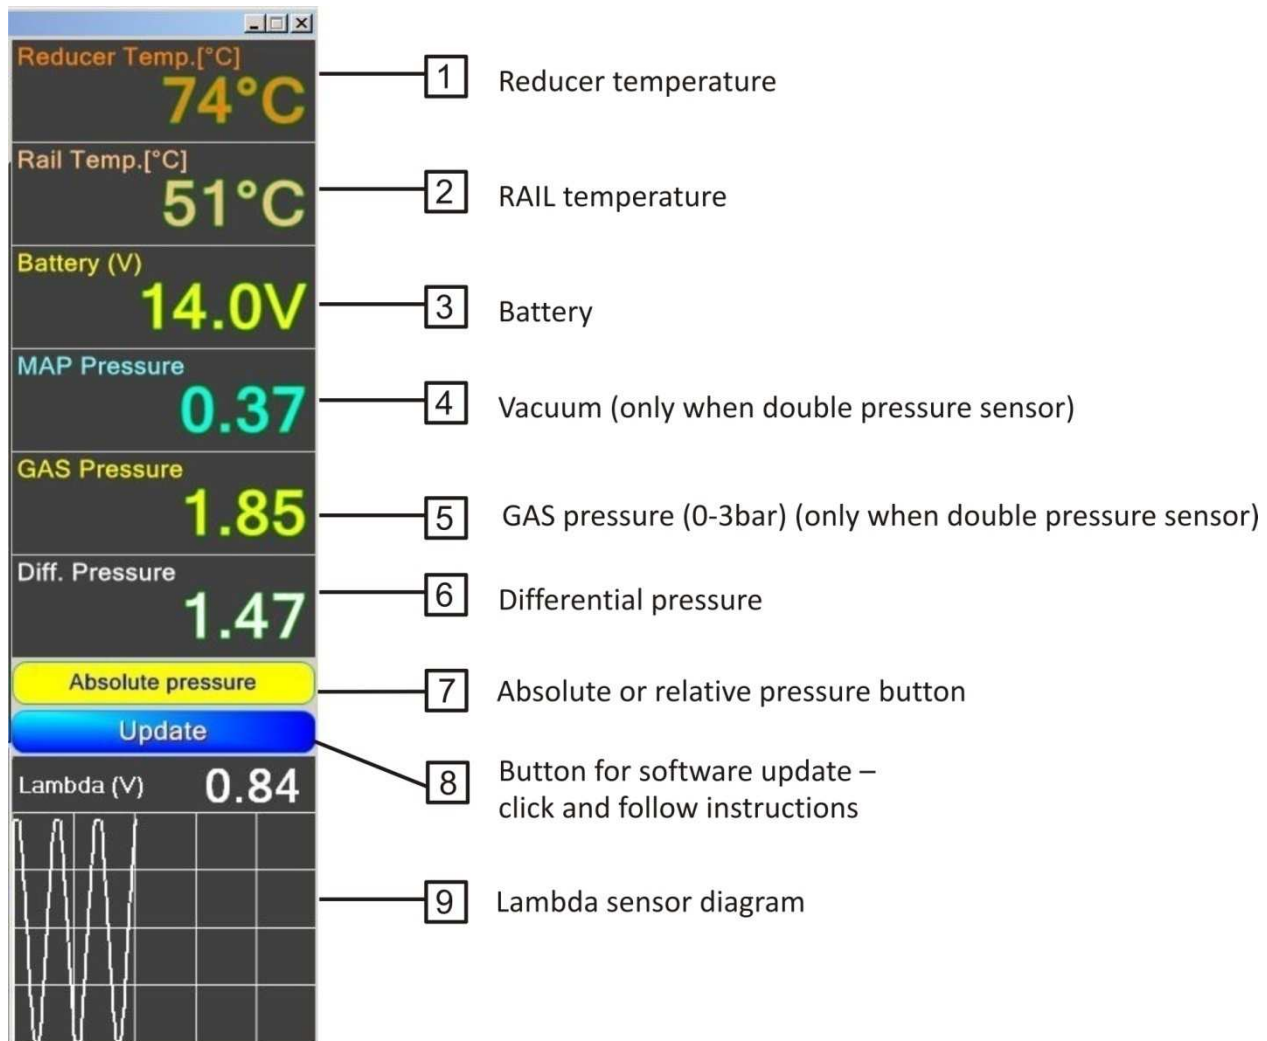 Reducer Temp.[°C]
74°C
1 Reducer temperature
Rail Temp.[°C]
51°C
2 RAIL temperature
Battery (V)
14.0V
3 Battery
MAP Pressure
0.37
4 Vacuum (only when double pressure sensor)
GAS Pressure
1.85
5 GAS pressure (0-3bar) (only when double pressure sensor)
Diff. Pressure
1.47
6 Differential pressure
Absolute pressure
7 Absolute or relative pressure button
Update
8 Button for software update –
click and follow instructions
Lambda (V) 0.84
9 Lambda sensor diagram